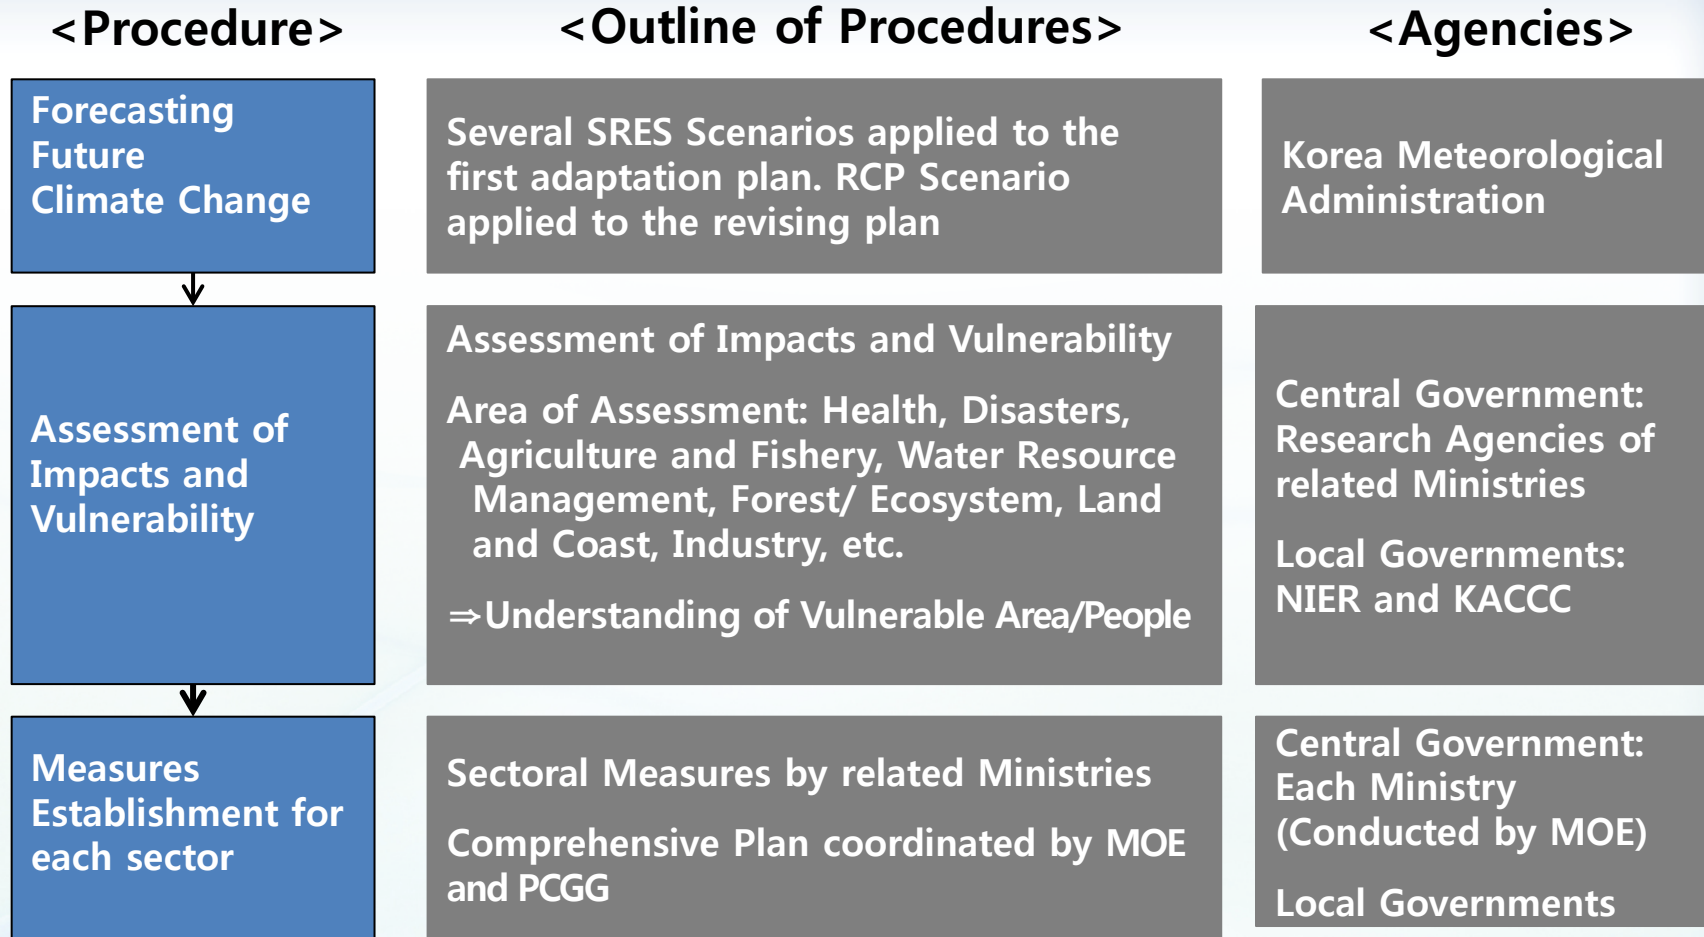 <Procedure>
<Outline of Procedures>
<Agencies>
Forecasting
Future
Climate Change
Several SRES Scenarios applied to the
first adaptation plan. RCP Scenario
applied to the revising plan
Korea Meteorological
Administration
Assessment of
Impacts and
Vulnerability
Assessment of Impacts and Vulnerability
Area of Assessment: Health, Disasters,
Agriculture and Fishery, Water Resource
Management, Forest/ Ecosystem, Land
and Coast, Industry, etc.
⇒Understanding of Vulnerable Area/People
Central Government:
Research Agencies of
related Ministries
Local Governments:
NIER and KACCC
Measures
Establishment for
each sector
Sectoral Measures by related Ministries
Comprehensive Plan coordinated by MOE
and PCGG
Central Government:
Each Ministry
(Conducted by MOE)
Local Governments